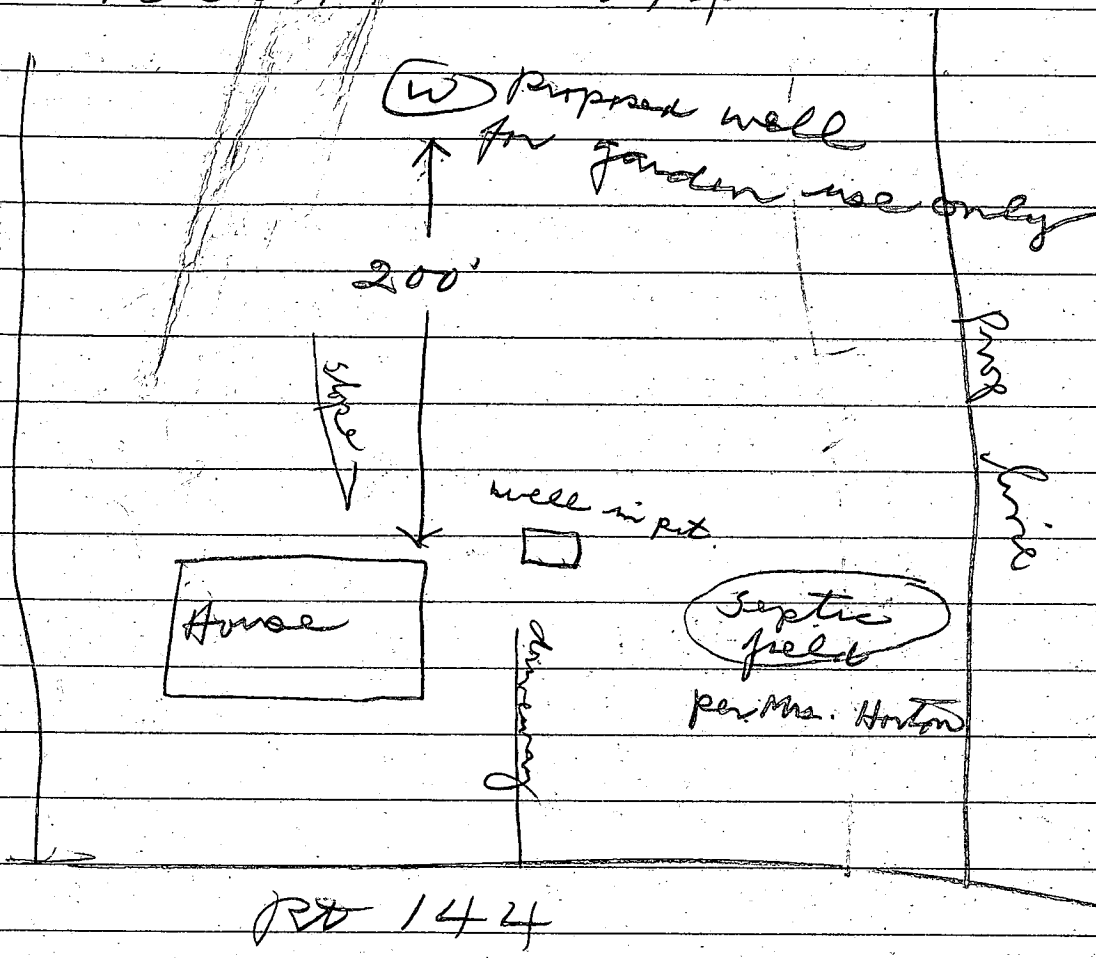 W Proposed well
for garden use only
200'
slope
prop line
well in pit
House
septic
field
driveway
per Mrs. Horton
Rt 144